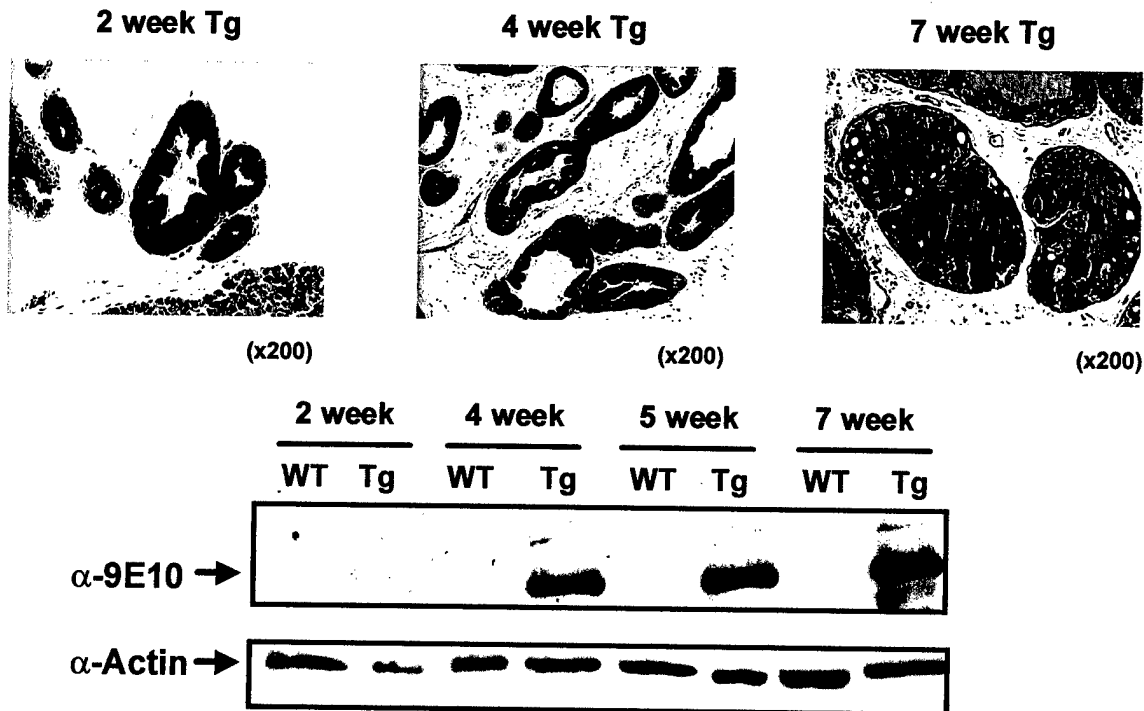 2 week Tg 4 week Tg 7 week Tg
(x200) (x200) (x200)
2 week 4 week 5 week 7 week
WT Tg WT Tg WT Tg WT Tg
α-9E10
α-Actin